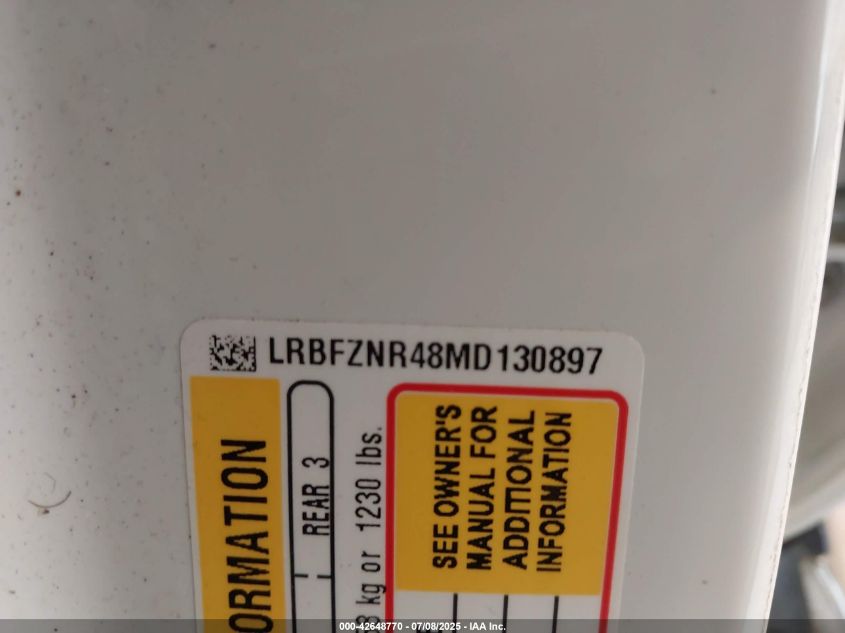 LRBFZNR48MD130897
ORMATION
REAR 3
8 kg or 1230 lbs.
SEE OWNER'S
MANUAL FOR
ADDITIONAL
INFORMATION
000-42648770 - 07/08/2025 - IAA Inc.